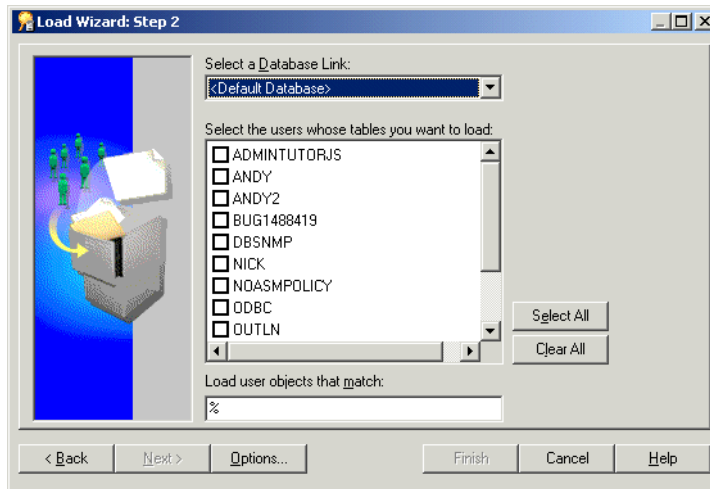 Load Wizard: Step 2
Select a Database Link:
<Default Database>
Select the users whose tables you want to load:
ADMINTUTORJS
ANDY
ANDY2
BUG1488419
DBSNMP
NICK
NOASMPOLICY
ODBC
OUTLN
Select All
Clear All
Load user objects that match:
%
< Back Next > Options... Finish Cancel Help